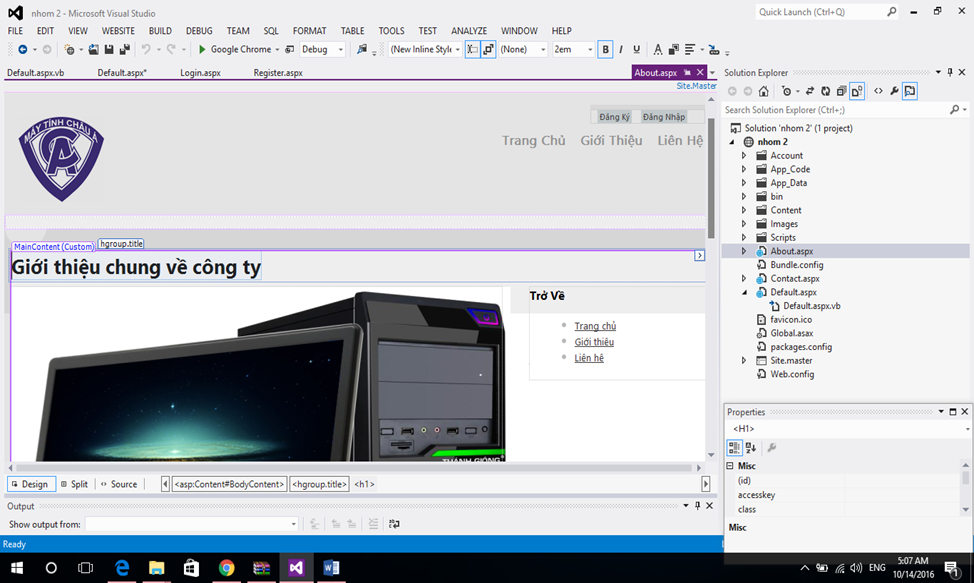 nhom 2 - Microsoft Visual Studio
Quick Launch (Ctrl+Q)
FILE EDIT VIEW WEBSITE BUILD DEBUG TEAM SQL FORMAT TABLE TOOLS TEST ANALYZE WINDOW HELP
Google Chrome Debug (New Inline Style (None) 2em B I U A
Default.aspx.vb Default.aspx* Login.aspx Register.aspx About.aspx
Site.Master
Đăng Ký Đăng Nhập
MÁY TÍNH CHÂU Á
CA
Trang Chủ Giới Thiệu Liên Hệ
MainContent (Custom) hgroup.title
Giới thiệu chung về công ty
Trở Về
Trang chủ
Giới thiêu
Liên hệ
THANH GIONG
Design Split Source <asp:Content#BodyContent> <hgroup.title> <h1>
Output
Show output from:
Ready
Solution Explorer
Search Solution Explorer (Ctrl+;)
Solution 'nhom 2' (1 project)
nhom 2
Account
App_Code
App_Data
bin
Content
Images
Scripts
About.aspx
Bundle.config
Contact.aspx
Default.aspx
Default.aspx.vb
favicon.ico
Global.asax
packages.config
Site.master
Web.config
Properties
<H1>
Misc
(id)
accesskey
class
Misc
ENG
5:07 AM
10/14/2016
1